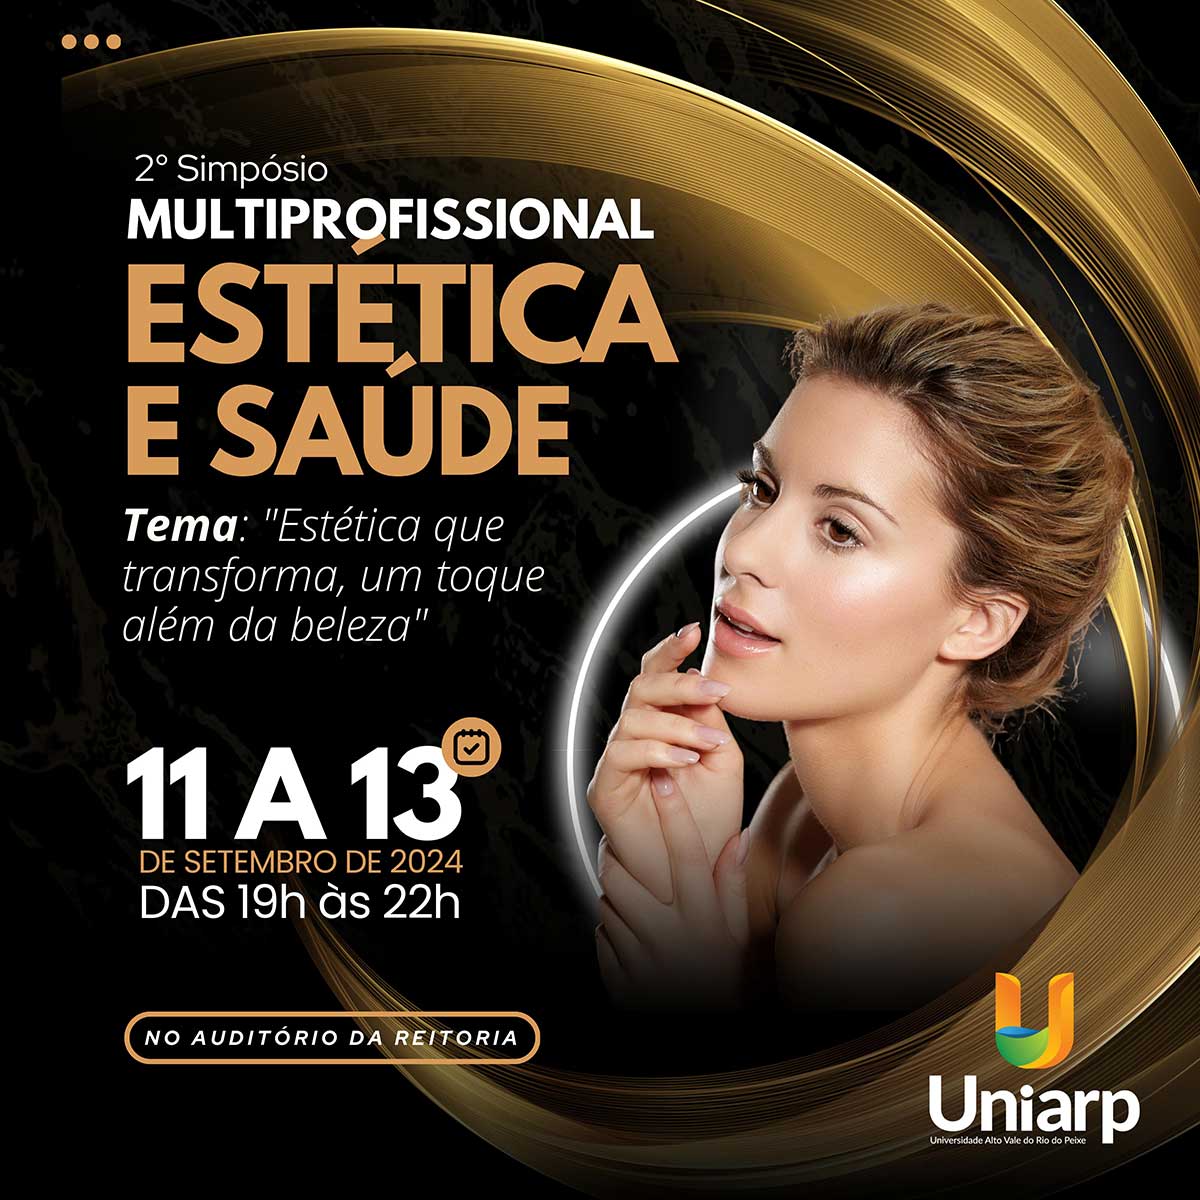 2° Simpósio
MULTIPROFISSIONAL
ESTÉTICA
E SAÚDE
Tema: "Estética que
transforma, um toque
além da beleza"
11 A 13
DE SETEMBRO DE 2024
DAS 19h às 22h
NO AUDITÓRIO DA REITORIA
Uniarp
Universidade Alto Vale do Rio do Peixe